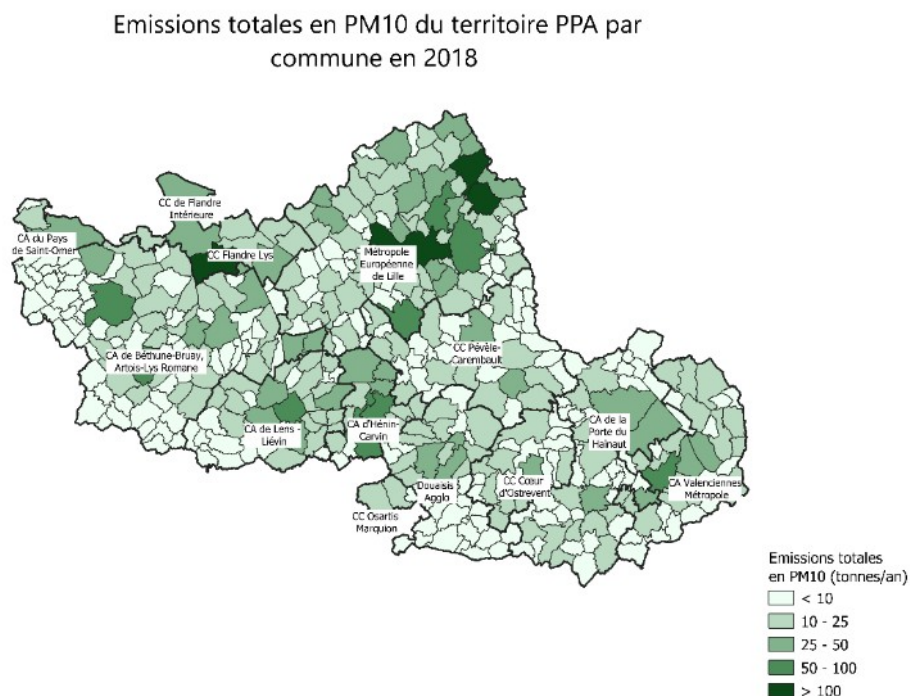 Emissions totales en PM10 du territoire PPA par
commune en 2018
CC de Flandre
Intérieure
CA du Pays
de Saint-Omer
CC Flandre Lys
Métropole
Européenne
de Lille
CA de Béthune-Bruay,
Artois-Lys Romane
CC Pévèle-
Carembault
CA de Lens -
Liévin
CA d'Hénin-
Carvin
CA de la
Porte du
Hainaut
Douaisis
Agglo
CC Cœur
d'Ostrevent
CA Valenciennes
Métropole
CC Osartis
Marquion
Emissions totales
en PM10 (tonnes/an)
< 10
10 - 25
25 - 50
50 - 100
> 100